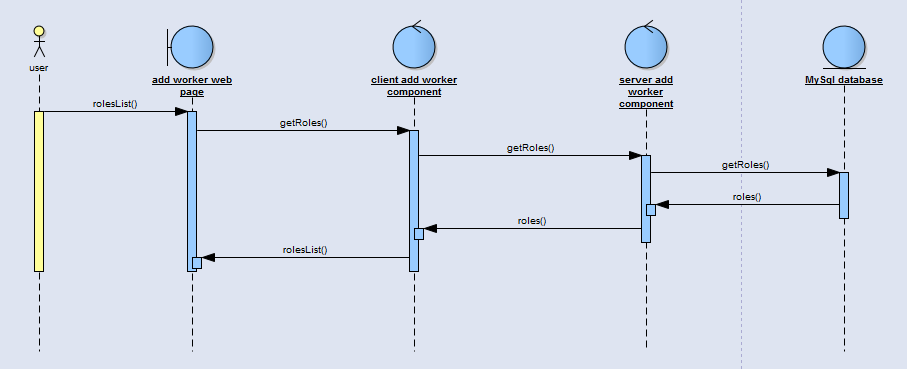 user
add worker web
page
client add worker
component
server add
worker
component
MySql database
rolesList()
getRoles()
getRoles()
getRoles()
roles()
roles()
rolesList()